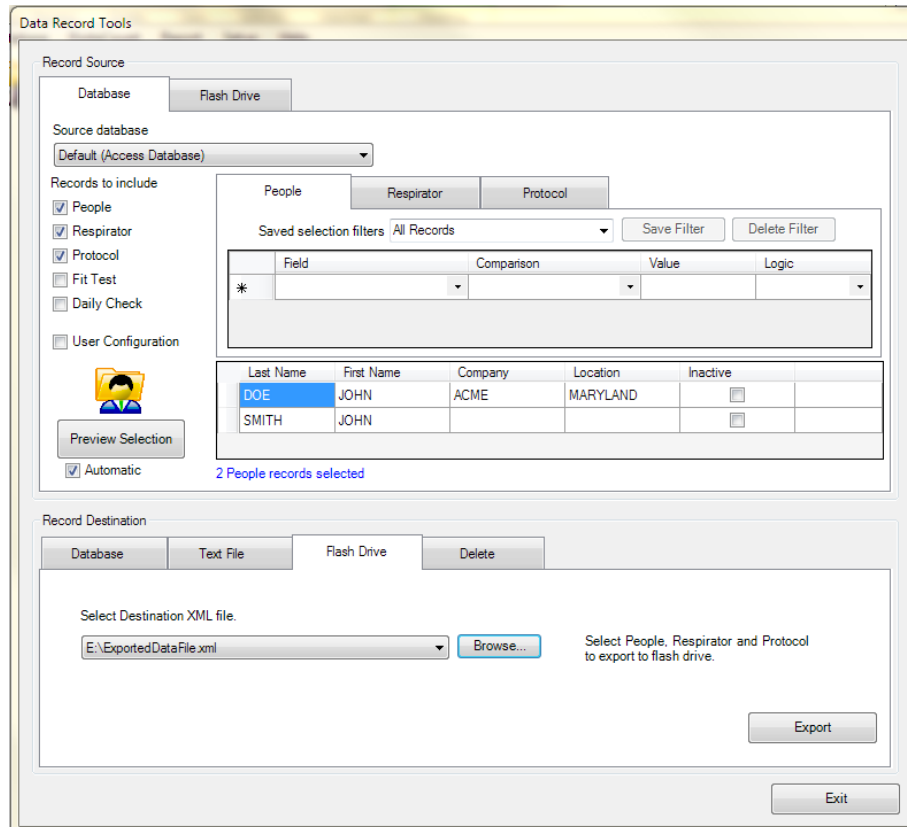 Data Record Tools
Record Source
Database Flash Drive
Source database
Default (Access Database)
Records to include
People Respirator Protocol
People
Respirator
Protocol
Fit Test
Daily Check
User Configuration
Saved selection filters All Records Save Filter Delete Filter
Field Comparison Value Logic
Last Name First Name Company Location Inactive
DOE JOHN ACME MARYLAND
SMITH JOHN
Preview Selection
Automatic
2 People records selected
Record Destination
Database Text File Flash Drive Delete
Select Destination XML file.
E:\ExportedDataFile.xml Browse...
Select People, Respirator and Protocol
to export to flash drive.
Export
Exit